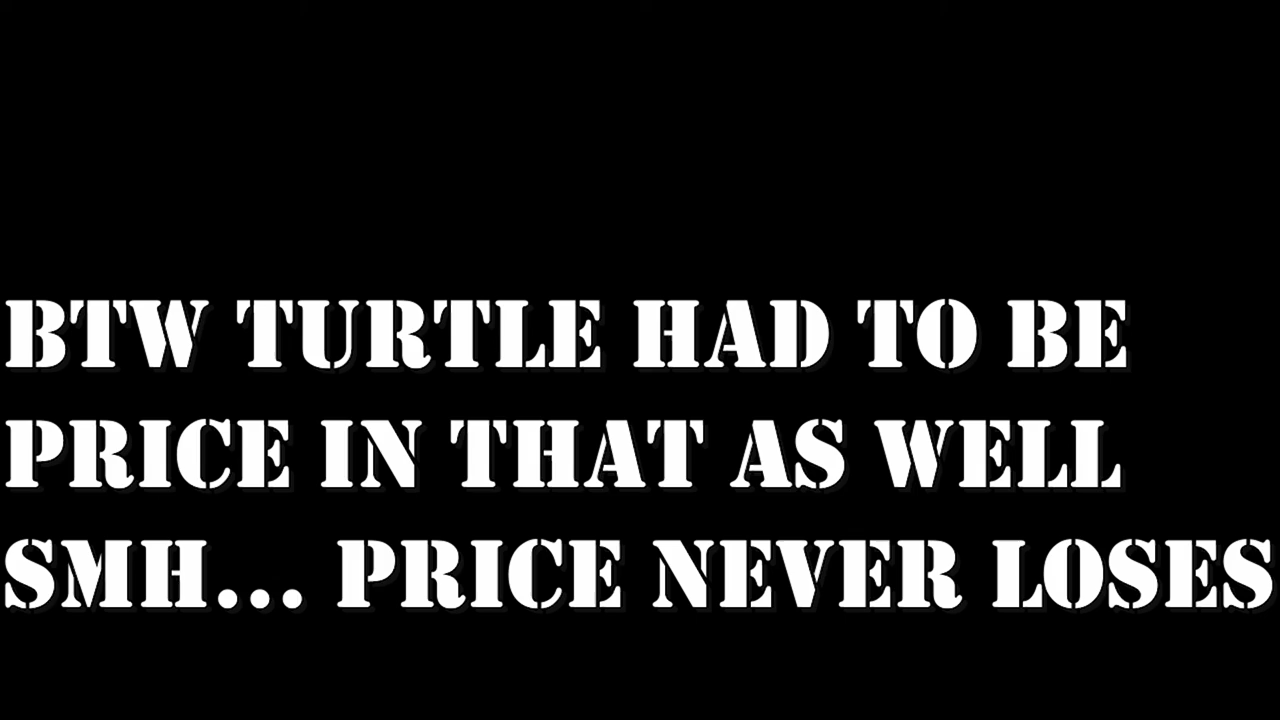 BTW TURTLE HAD TO BE
PRICE IN THAT AS WELL
SMH... PRICE NEVER LOSES